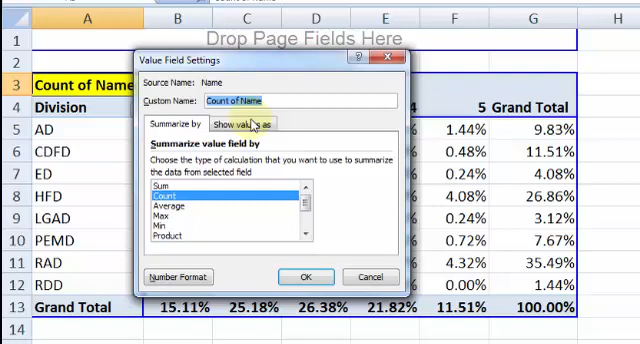 A B C D E F G H
1 Drop Page Fields Here
Value Field Settings
?
Source Name: Name
Custom Name: Count of Name
Summarize by Show values as
Summarize value field by
Choose the type of calculation that you want to use to summarize
the data from selected field
Sum
Count
Average
Max
Min
Product
Number Format OK Cancel
2
3 Count of Name
4 Division 4 5 Grand Total
5 AD 1.44% 9.83%
6 CDFD 0.48% 11.51%
7 ED 0.24% 4.08%
8 HFD 4.08% 26.86%
9 LGAD 0.24% 3.12%
10 PEMD 0.72% 7.67%
11 RAD 4.32% 35.49%
12 RDD 0.00% 1.44%
13 Grand Total 15.11% 25.18% 26.38% 21.82% 11.51% 100.00%
14